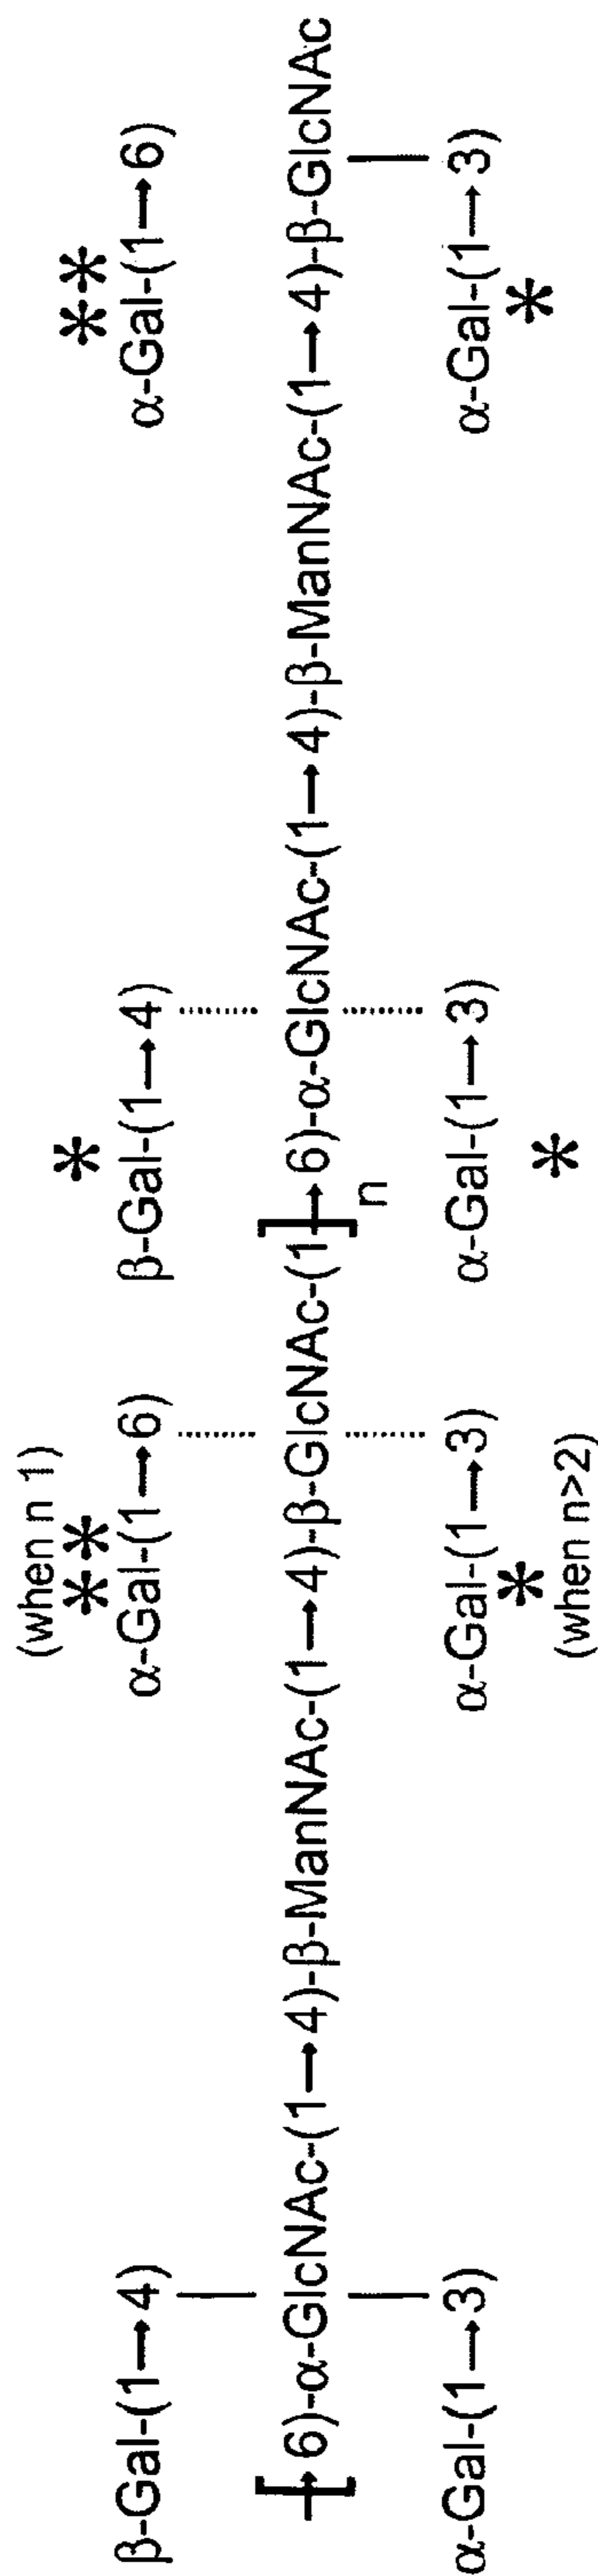 (when n 1)
* ** * **
β-Gal-(1→4) α-Gal-(1→6) β-Gal-(1→4) α-Gal-(1→6)
[→6)-α-GlcNAc-(1→4)-β-ManNAc-(1→4)-β-GlcNAc-(1]→6)-α-GlcNAc-(1→4)-β-ManNAc-(1→4)-β-GlcNAc
n
α-Gal-(1→3) α-Gal-(1→3) α-Gal-(1→3) α-Gal-(1→3)
* * *
(when n>2)